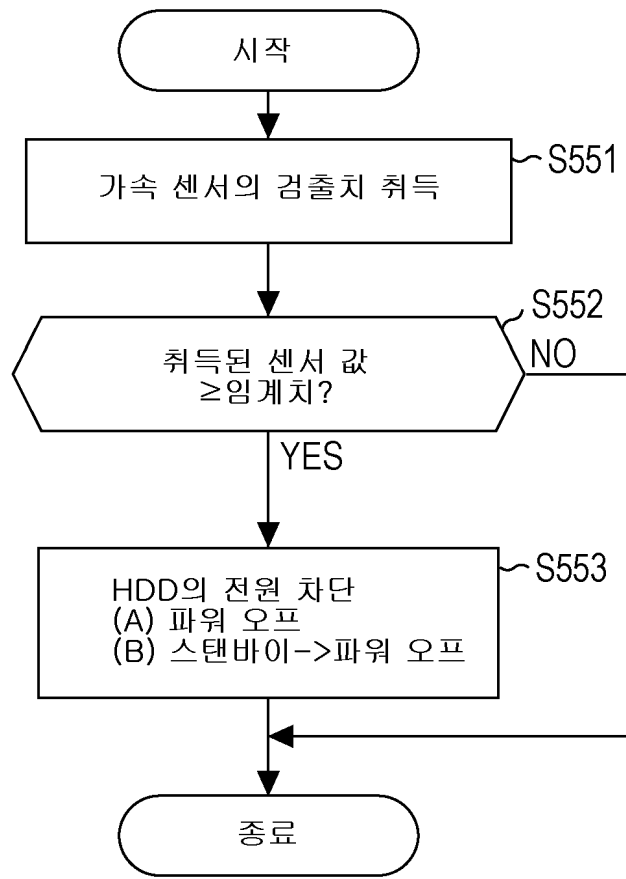 시작
S551
가속 센서의 검출치 취득
S552
취득된 센서 값
≥임계치?
NO
YES
S553
HDD의 전원 차단
(A) 파워 오프
(B) 스탠바이->파워 오프
종료